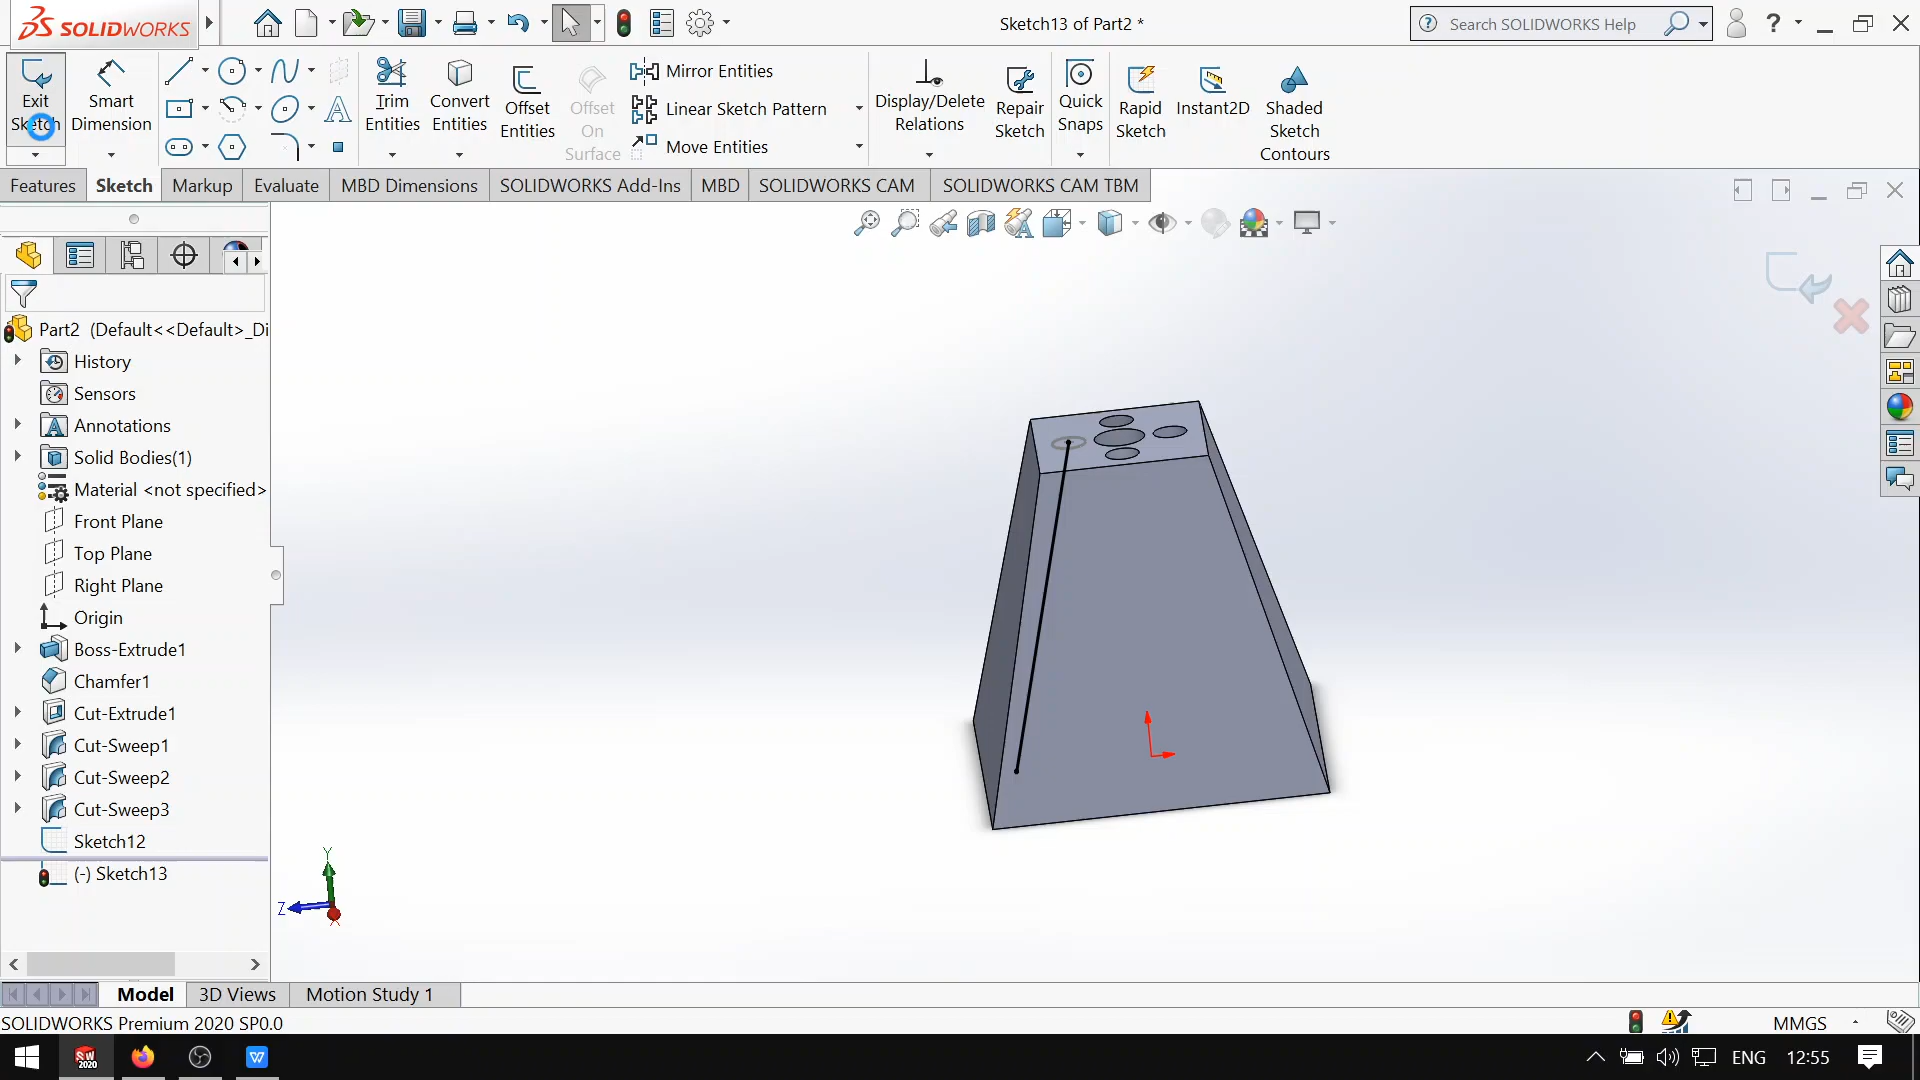 SOLIDWORKS
Sketch13 of Part2 *
Search SOLIDWORKS Help
?
Exit Sketch
Smart Dimension
Trim Entities
Convert Entities
Offset Entities
Offset On Surface
Mirror Entities
Linear Sketch Pattern
Move Entities
Display/Delete Relations
Repair Sketch
Quick Snaps
Rapid Sketch
Instant2D
Shaded Sketch Contours
Features
Sketch
Markup
Evaluate
MBD Dimensions
SOLIDWORKS Add-Ins
MBD
SOLIDWORKS CAM
SOLIDWORKS CAM TBM
Part2 (Default<<Default>_Di
History
Sensors
Annotations
Solid Bodies(1)
Material <not specified>
Front Plane
Top Plane
Right Plane
Origin
Boss-Extrude1
Chamfer1
Cut-Extrude1
Cut-Sweep1
Cut-Sweep2
Cut-Sweep3
Sketch12
(-) Sketch13
Y
Z
X
Model
3D Views
Motion Study 1
SOLIDWORKS Premium 2020 SP0.0
MMGS
SW 2020
W
ENG
12:55